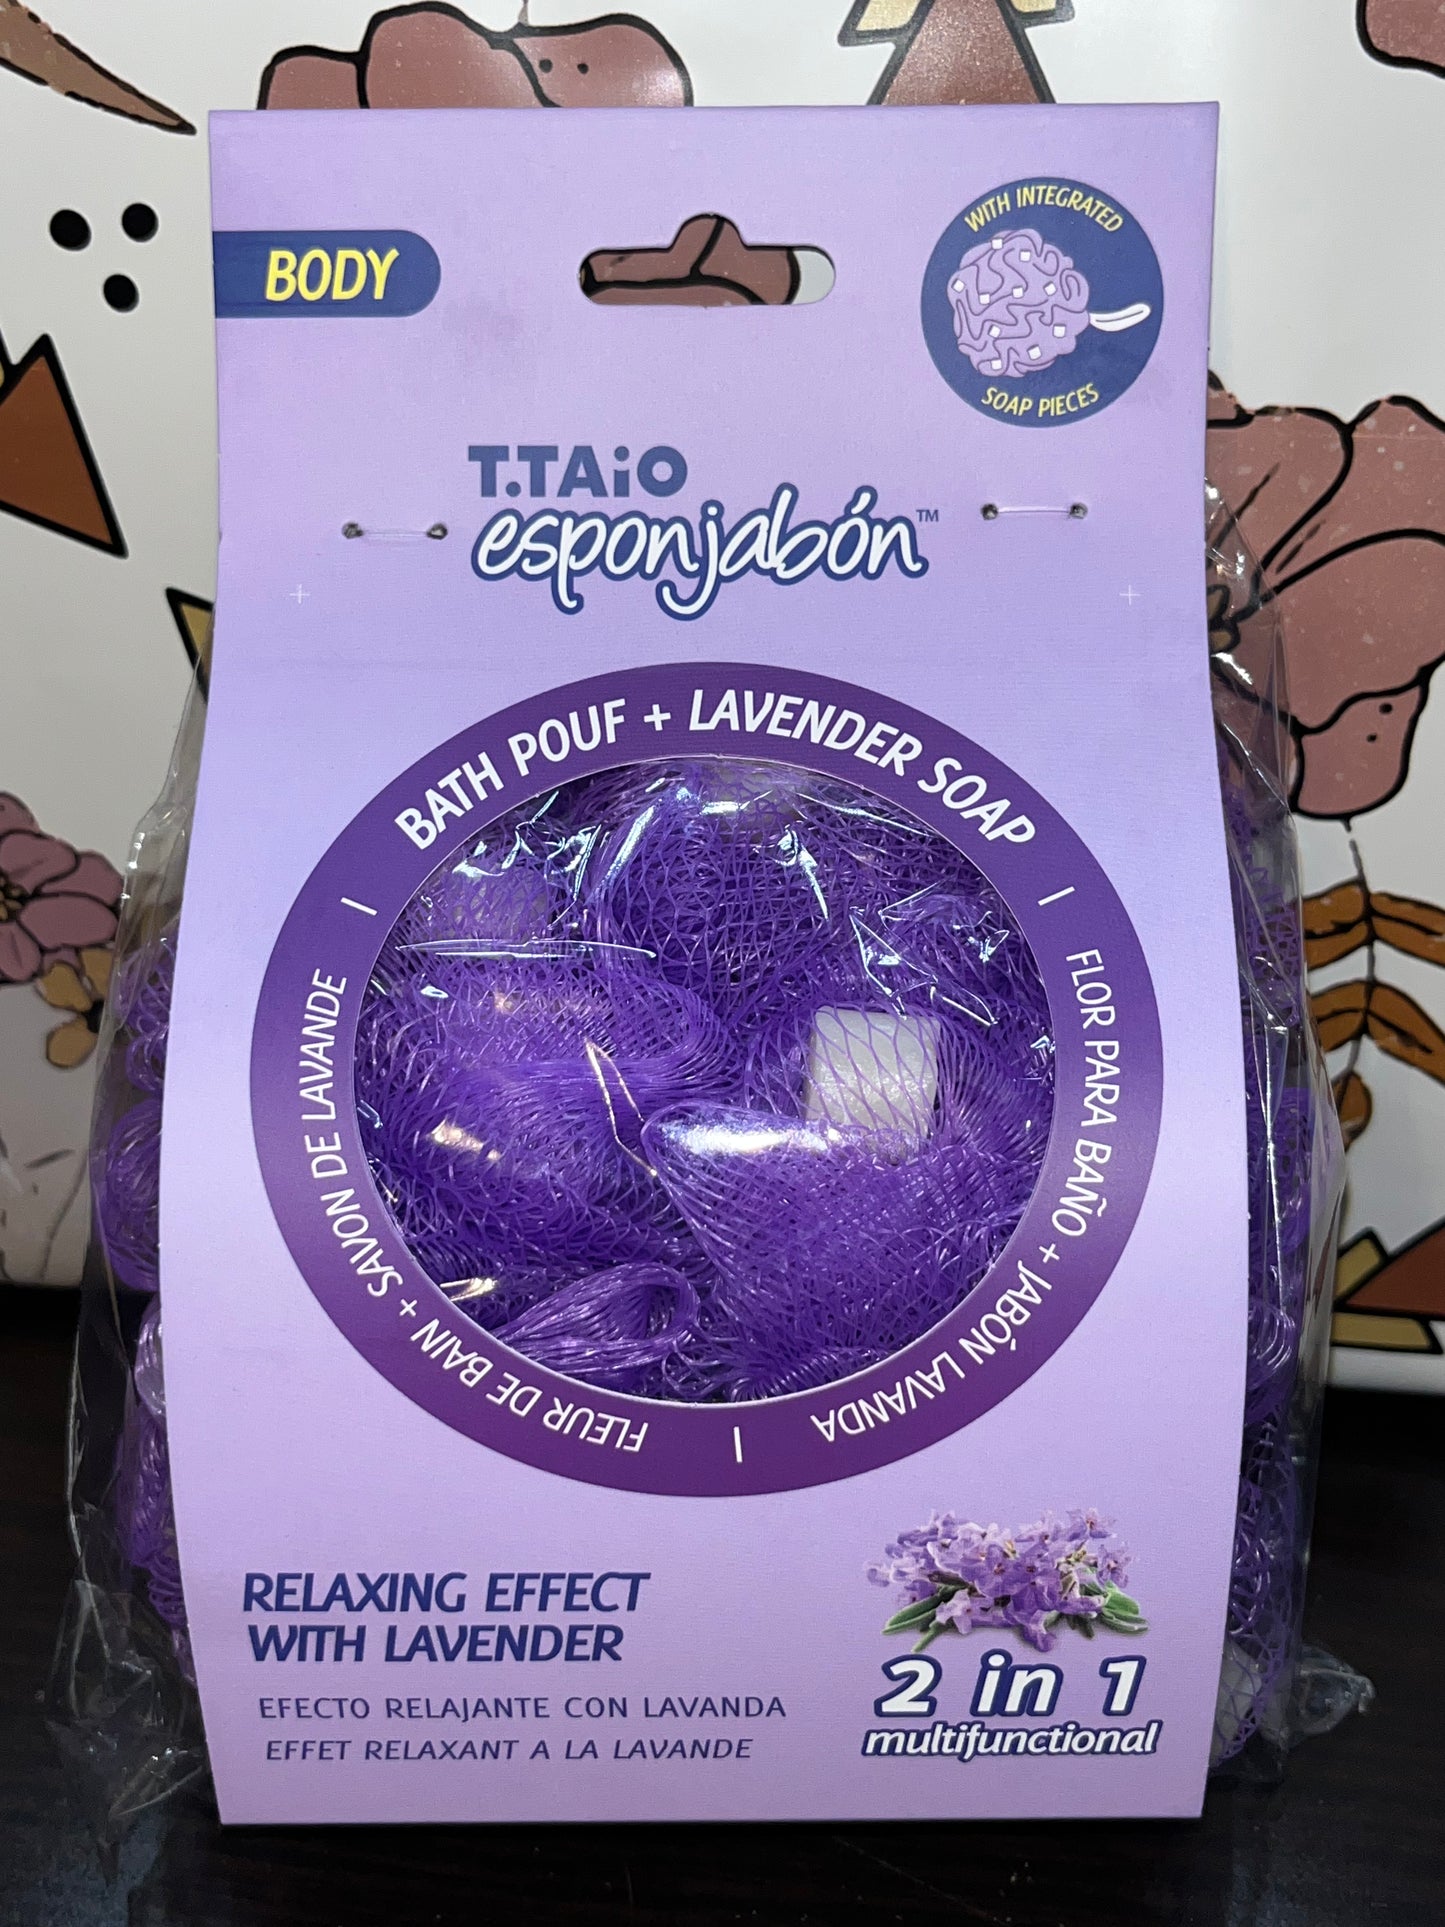 BODY
WITH INTEGRATED
SOAP PIECES
T.TAiO
esponjabón™
BATH POUF + LAVENDER SOAP
FLOR PARA BAÑO + JABÓN LAVANDA
FLEUR DE BAIN + SAVON DE LAVANDE
RELAXING EFFECT
WITH LAVENDER
EFECTO RELAJANTE CON LAVANDA
EFFET RELAXANT A LA LAVANDE
2 in 1
multifunctional